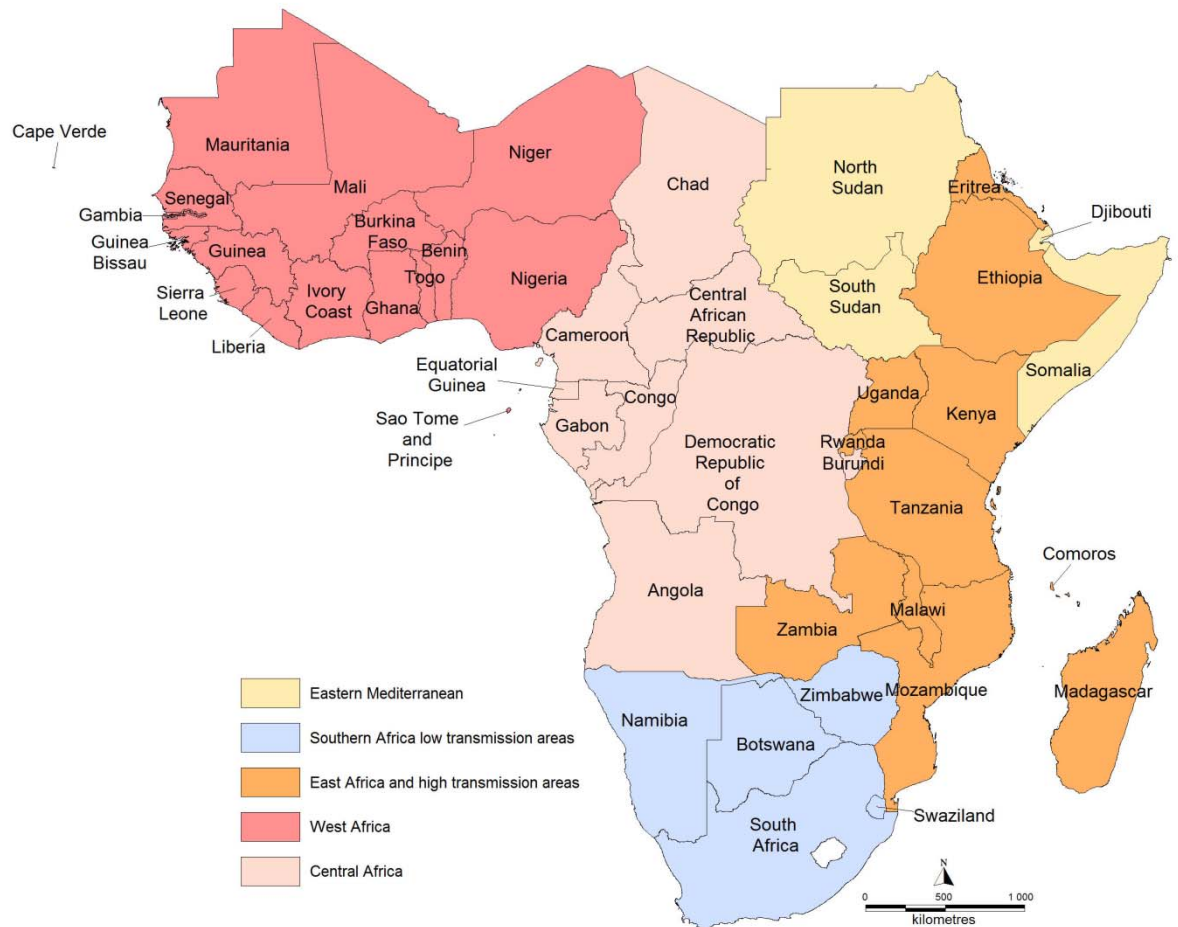 Cape Verde
Mauritania
Niger
Mali
Chad
North
Sudan
Eritrea
Senegal
Gambia
Djibouti
Burkina
Faso
Guinea
Bissau
Guinea
Benin
Togo
Nigeria
Ethiopia
Sierra
Leone
Ivory
Coast
Ghana
Central
African
Republic
South
Sudan
Liberia
Cameroon
Equatorial
Guinea
Somalia
Uganda
Kenya
Congo
Gabon
Sao Tome
and
Principe
Democratic
Republic
of
Congo
Rwanda
Burundi
Tanzania
Comoros
Angola
Malawi
Zambia
Zimbabwe
Mozambique
Madagascar
Namibia
Botswana
Swaziland
South
Africa
Eastern Mediterranean
Southern Africa low transmission areas
East Africa and high transmission areas
West Africa
Central Africa
N
0 500 1 000
kilometres